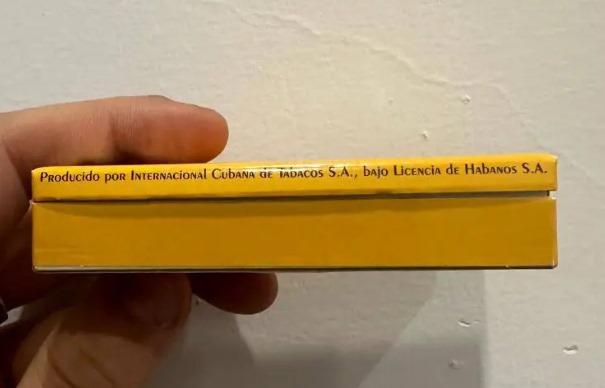 Producido por Internacional Cubana de Tabacos S.A., bajo Licencia de Habanos S.A.